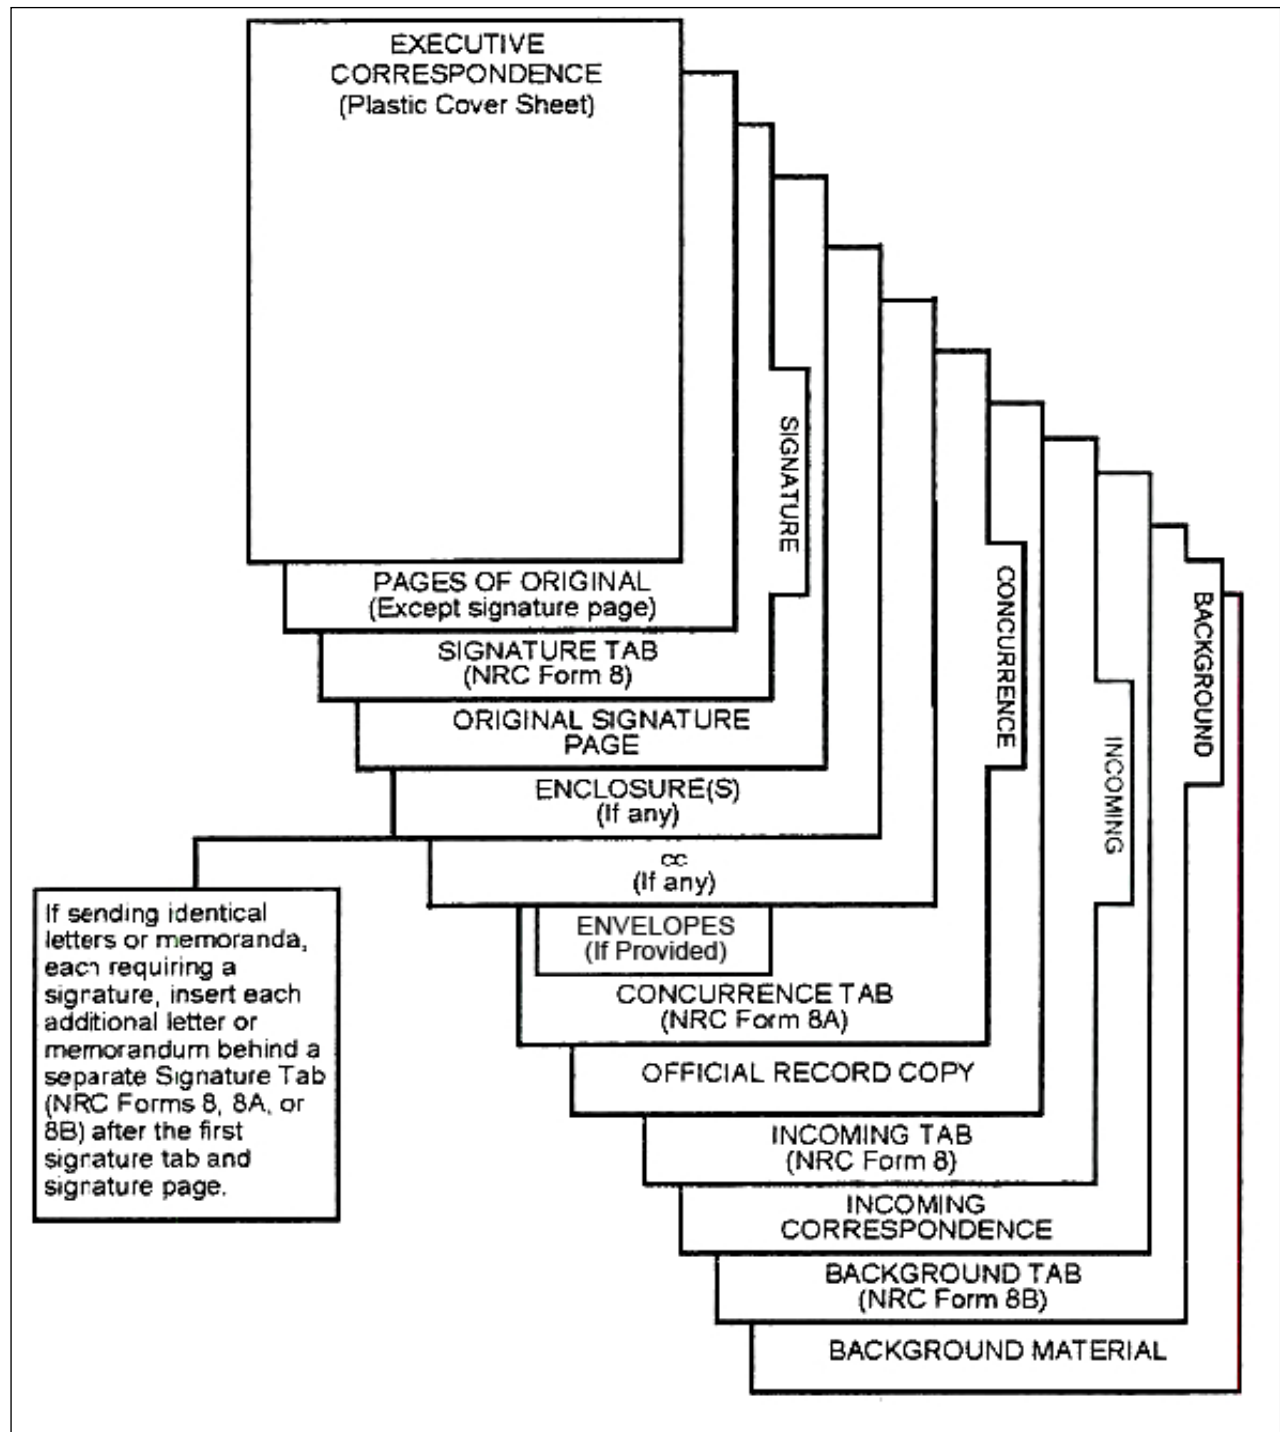 EXECUTIVE
CORRESPONDENCE
(Plastic Cover Sheet)
PAGES OF ORIGINAL
(Except signature page)
SIGNATURE TAB
(NRC Form 8)
ORIGINAL SIGNATURE
PAGE
ENCLOSURE(S)
(If any)
cc
(If any)
ENVELOPES
(If Provided)
CONCURRENCE TAB
(NRC Form 8A)
OFFICIAL RECORD COPY
INCOMING TAB
(NRC Form 8)
INCOMING
CORRESPONDENCE
BACKGROUND TAB
(NRC Form 8B)
BACKGROUND MATERIAL
SIGNATURE
CONCURRENCE
INCOMING
BACKGROUND
If sending identical
letters or memoranda,
each requiring a
signature, insert each
additional letter or
memorandum behind a
separate Signature Tab
(NRC Forms 8, 8A, or
8B) after the first
signature tab and
signature page.